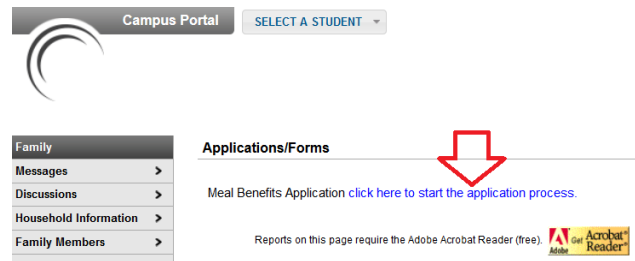 Campus Portal
SELECT A STUDENT
Family
Messages
Discussions
Household Information
Family Members
Applications/Forms
Meal Benefits Application click here to start the application process.
Reports on this page require the Adobe Acrobat Reader (free).
Adobe
Get Acrobat®
Reader®